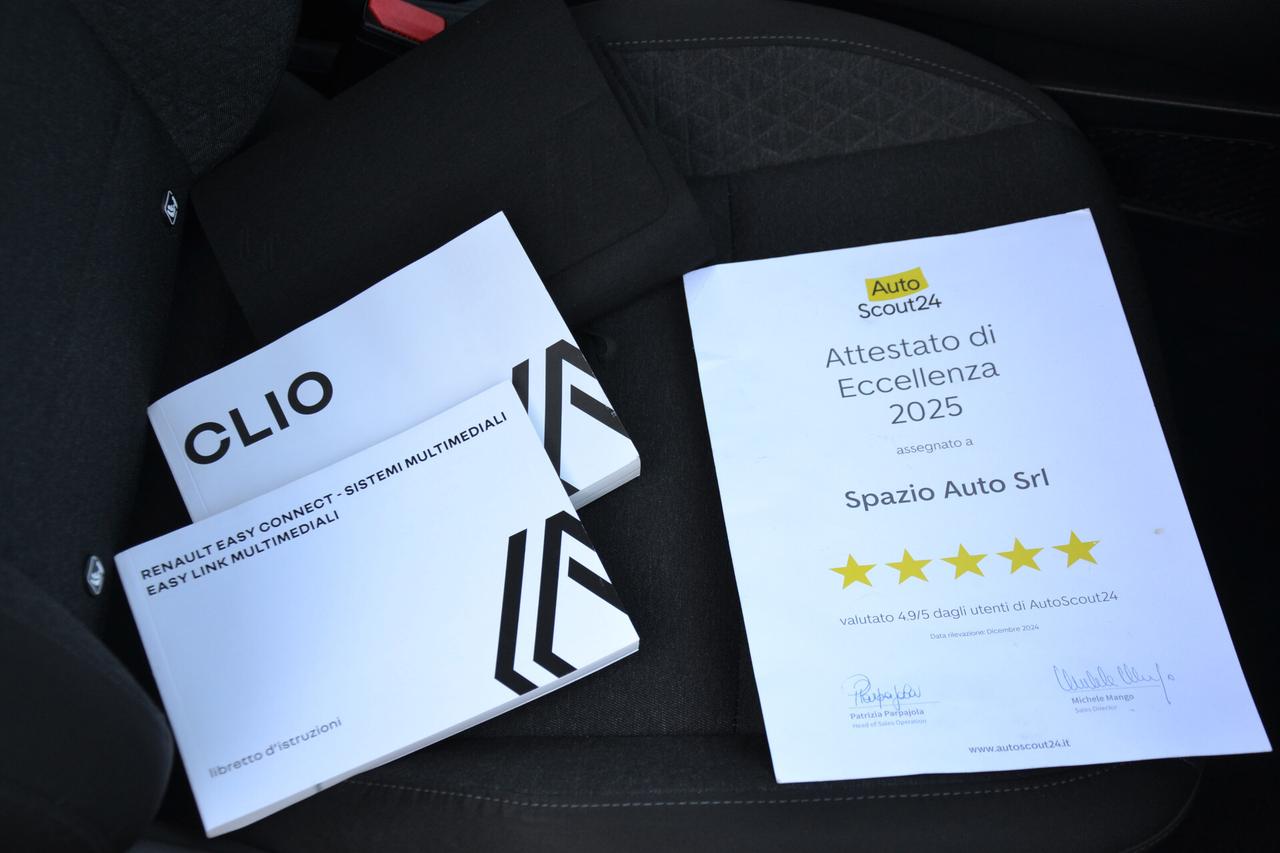 CLIO
RENAULT EASY CONNECT - SISTEMI MULTIMEDIALI
EASY LINK MULTIMEDIALI
libretto d'istruzioni
Auto
Scout24
Attestato di
Eccellenza
2025
assegnato a
Spazio Auto Srl
valutato 4.9/5 dagli utenti di AutoScout24
Data rilevazione: Dicembre 2024
Patrizia Parpajola
Head of Sales Operation
Michele Mango
Sales Director
www.autoscout24.it